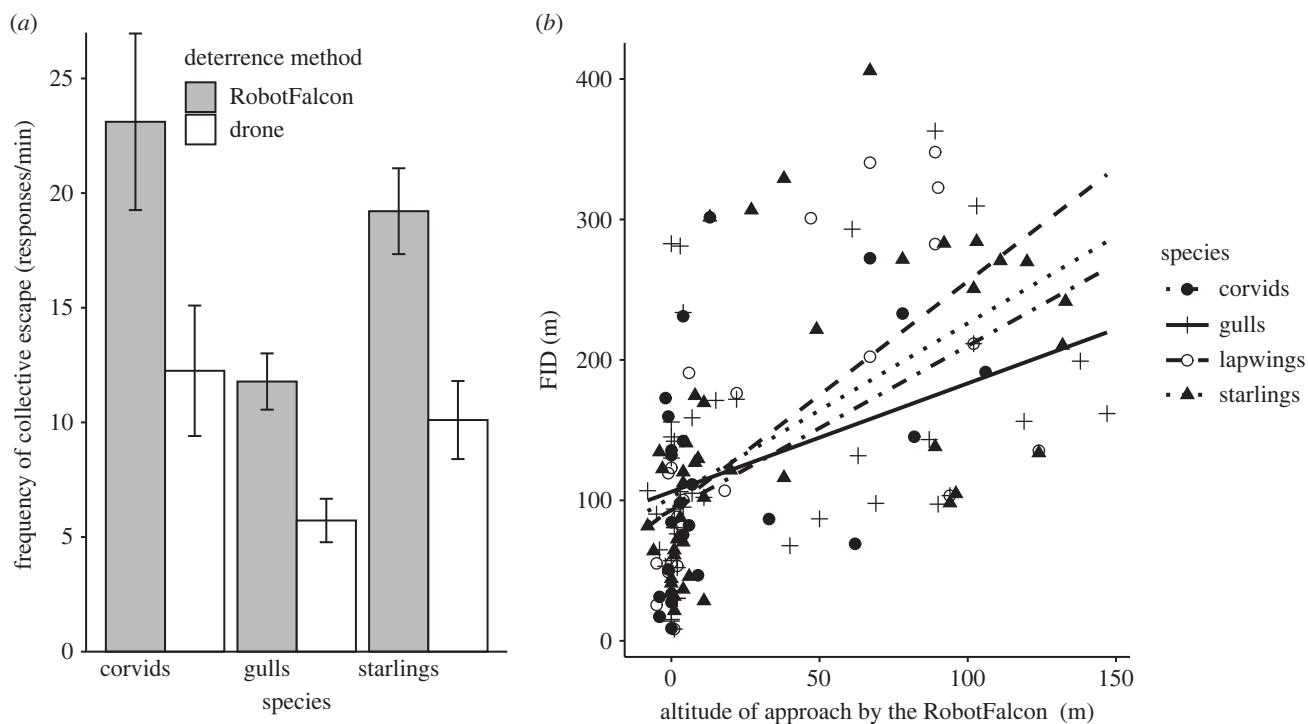 (a)
25
20
15
10
5
0
frequency of collective escape (responses/min)
deterrence method
RobotFalcon
drone
corvids gulls starlings
species
(b)
400
300
200
100
0
FID (m)
0 50 100 150
altitude of approach by the RobotFalcon (m)
species
corvids
gulls
lapwings
starlings